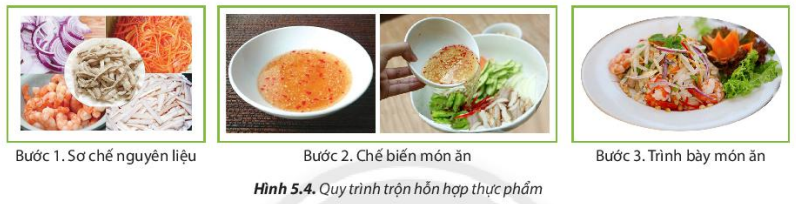 Bước 1. Sơ chế nguyên liệu
Bước 2. Chế biến món ăn
Bước 3. Trình bày món ăn
Hình 5.4. Quy trình trộn hỗn hợp thực phẩm